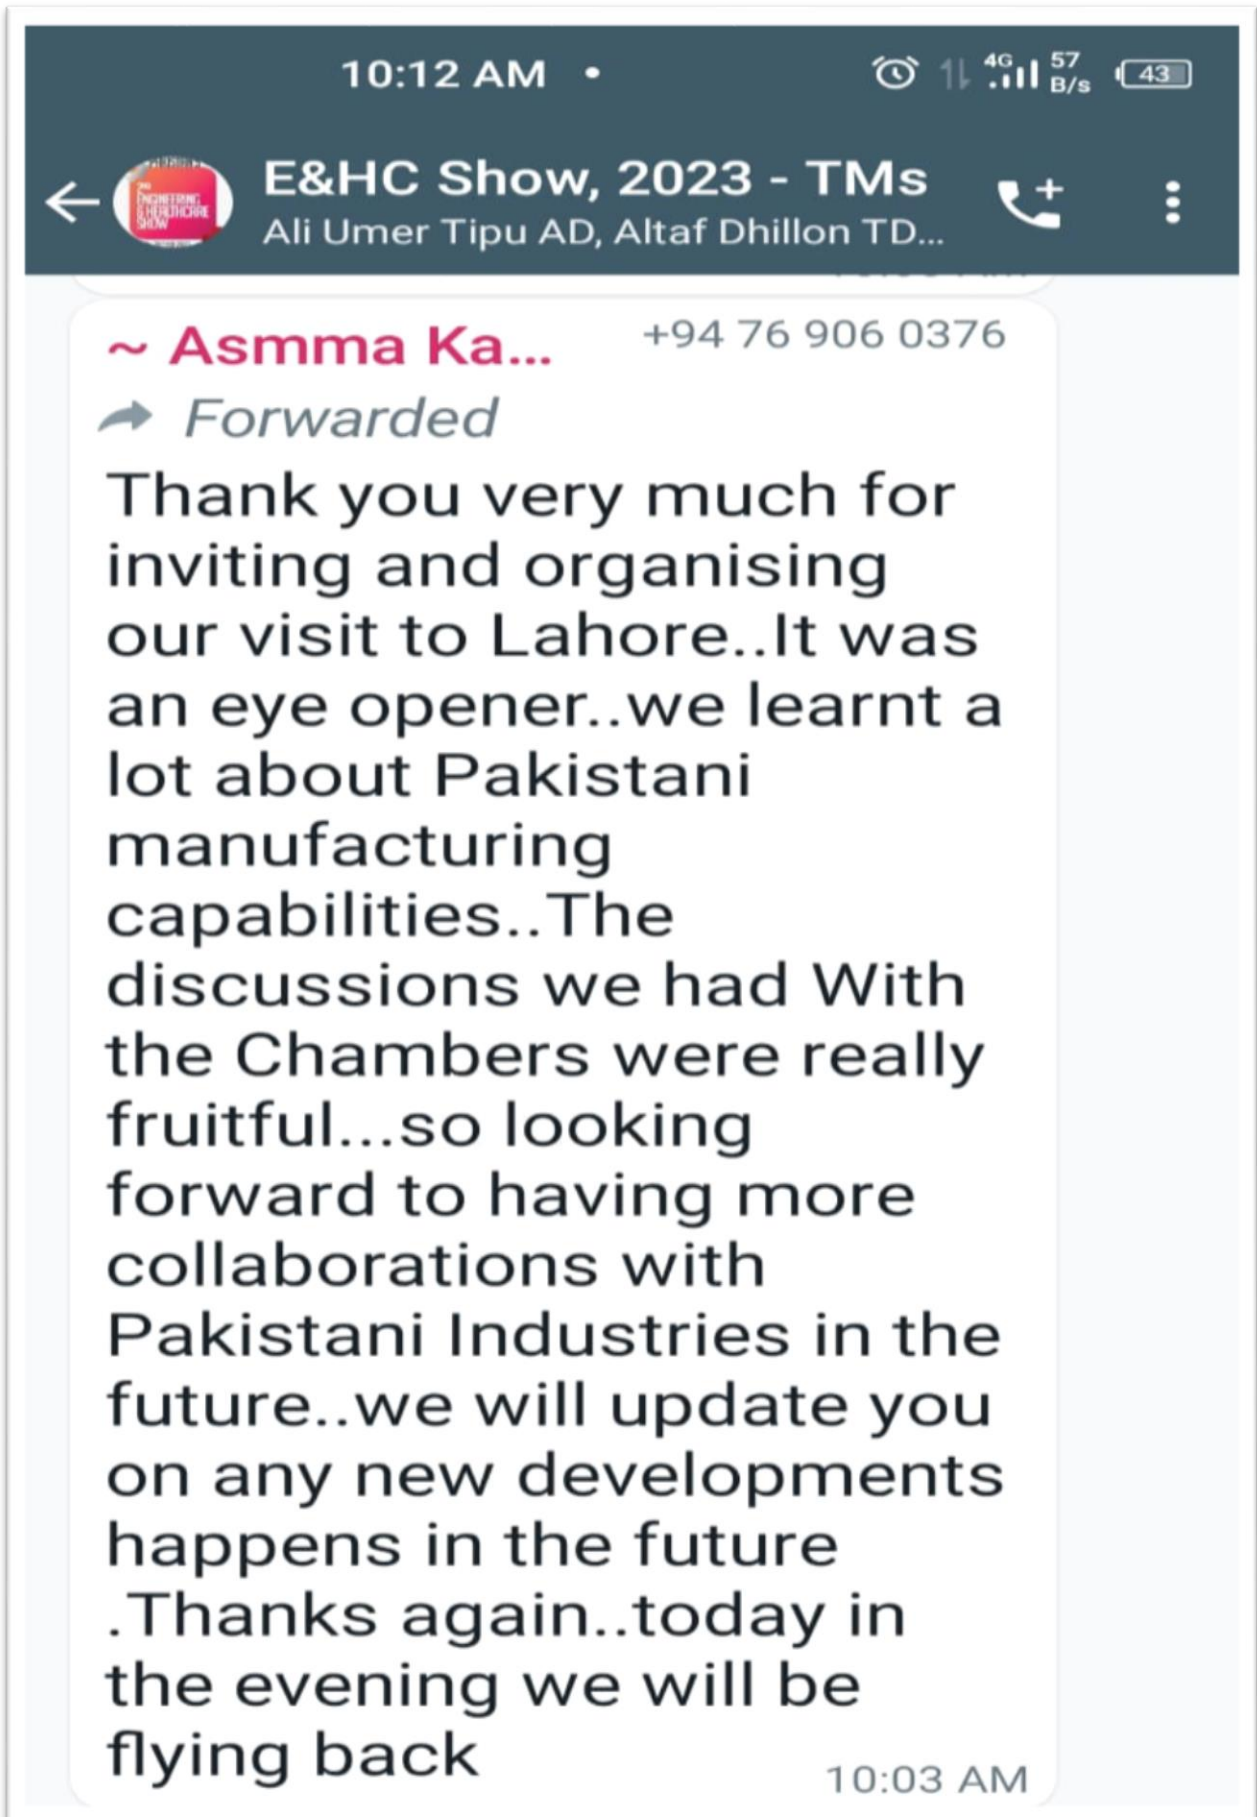 10:12 AM •
4G 57 B/s 43
E&HC Show, 2023 - TMs
ENGINEERING
& HEALTHCARE
SHOW
Ali Umer Tipu AD, Altaf Dhillon TD...
~ Asmma Ka... +94 76 906 0376
Forwarded
Thank you very much for
inviting and organising
our visit to Lahore..It was
an eye opener..we learnt a
lot about Pakistani
manufacturing
capabilities..The
discussions we had With
the Chambers were really
fruitful...so looking
forward to having more
collaborations with
Pakistani Industries in the
future..we will update you
on any new developments
happens in the future
.Thanks again..today in
the evening we will be
flying back
10:03 AM